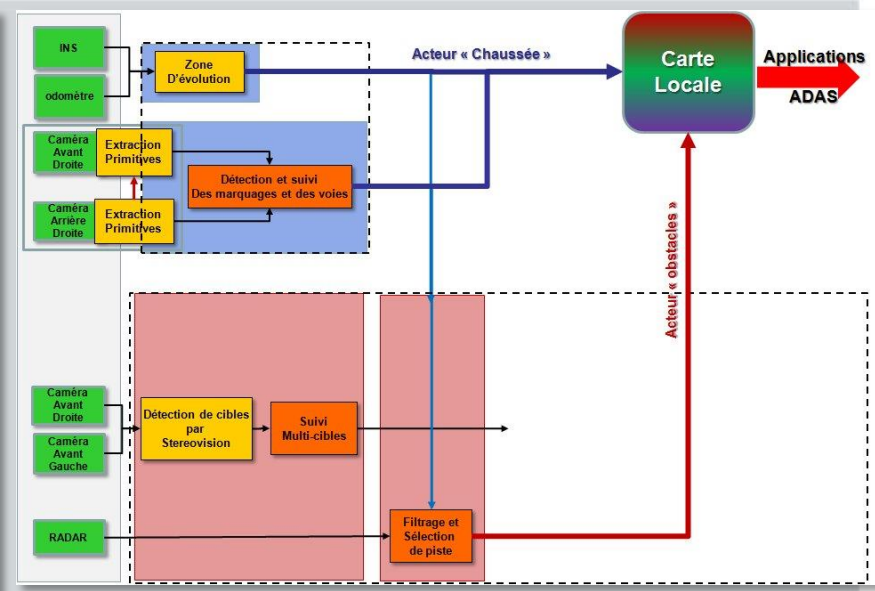 INS
odomètre
Caméra
Avant
Droite
Caméra
Arrière
Droite
Extraction
Primitives
Extraction
Primitives
Zone
D'évolution
Détection et suivi
Des marquages et des voies
Acteur « Chaussée »
Carte
Locale
Applications
ADAS
Acteur « obstacles »
Caméra
Avant
Droite
Caméra
Avant
Gauche
Détection de cibles
par
Stereovision
Suivi
Multi-cibles
RADAR
Filtrage et
Sélection
de piste